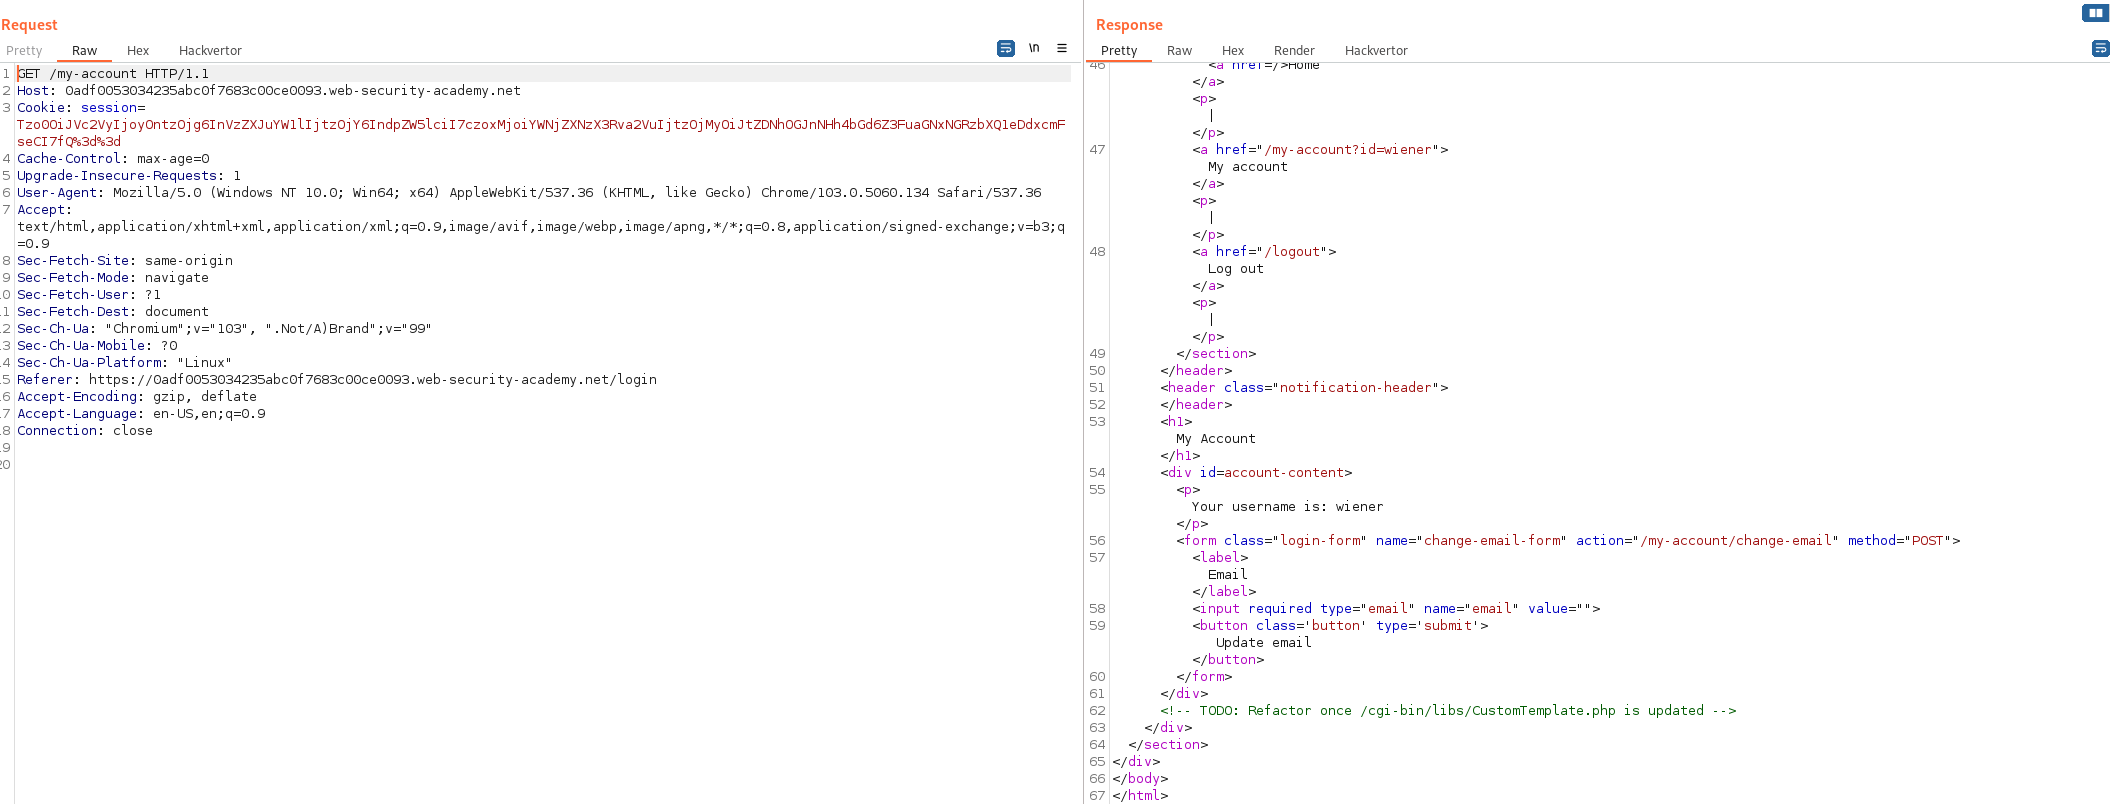 Request
Pretty Raw Hex Hackvertor \n
1 GET /my-account HTTP/1.1
2 Host: 0adf0053034235abc0f7683c00ce0093.web-security-academy.net
3 Cookie: session=
Tzo0OiJVc2VyIjoyOntzOjg6InVzZXJuYW1lIjtzOjY6IndpZW5lciI7czoxMjoiYWNjZXNzX3Rva2VuIjtzOjMyOiJtZDNhOGJnNHh4bGd6Z3FuaGNxNGRzbXQ1eDdxcmF
seCI7fQ%3d%3d
4 Cache-Control: max-age=0
5 Upgrade-Insecure-Requests: 1
6 User-Agent: Mozilla/5.0 (Windows NT 10.0; Win64; x64) AppleWebKit/537.36 (KHTML, like Gecko) Chrome/103.0.5060.134 Safari/537.36
7 Accept:
text/html,application/xhtml+xml,application/xml;q=0.9,image/avif,image/webp,image/apng,*/*;q=0.8,application/signed-exchange;v=b3;q
=0.9
8 Sec-Fetch-Site: same-origin
9 Sec-Fetch-Mode: navigate
10 Sec-Fetch-User: ?1
11 Sec-Fetch-Dest: document
12 Sec-Ch-Ua: "Chromium";v="103", ".Not/A)Brand";v="99"
13 Sec-Ch-Ua-Mobile: ?0
14 Sec-Ch-Ua-Platform: "Linux"
15 Referer: https://0adf0053034235abc0f7683c00ce0093.web-security-academy.net/login
16 Accept-Encoding: gzip, deflate
17 Accept-Language: en-US,en;q=0.9
18 Connection: close
19
20
Response
Pretty Raw Hex Render Hackvertor
46 <a href=/>Home
</a>
<p>
|
</p>
47 <a href="/my-account?id=wiener">
My account
</a>
<p>
|
</p>
48 <a href="/logout">
Log out
</a>
<p>
|
</p>
49 </section>
50 </header>
51 <header class="notification-header">
52 </header>
53 <h1>
My Account
</h1>
54 <div id=account-content>
55 <p>
Your username is: wiener
</p>
56 <form class="login-form" name="change-email-form" action="/my-account/change-email" method="POST">
57 <label>
Email
</label>
58 <input required type="email" name="email" value="">
59 <button class='button' type='submit'>
Update email
</button>
60 </form>
61 </div>
62 <!-- TODO: Refactor once /cgi-bin/libs/CustomTemplate.php is updated -->
63 </div>
64 </section>
65 </div>
66 </body>
67 </html>